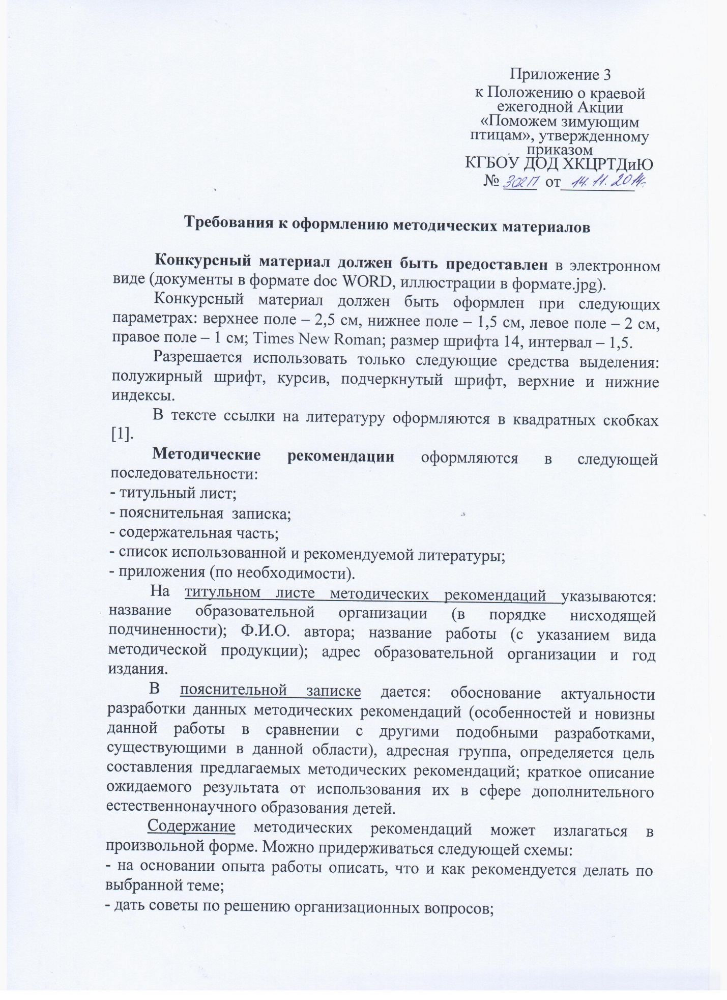 Приложение 3
к Положению о краевой
ежегодной Акции
«Поможем зимующим
птицам», утвержденному
приказом
КГБОУ ДОД ХКЦРТДиЮ
№ 302П от 14.11.2014г.
Требования к оформлению методических материалов
Конкурсный материал должен быть предоставлен в электронном
виде (документы в формате doc WORD, иллюстрации в формате.jpg).
Конкурсный материал должен быть оформлен при следующих
параметрах: верхнее поле – 2,5 см, нижнее поле – 1,5 см, левое поле – 2 см,
правое поле – 1 см; Times New Roman; размер шрифта 14, интервал – 1,5.
Разрешается использовать только следующие средства выделения:
полужирный шрифт, курсив, подчеркнутый шрифт, верхние и нижние
индексы.
В тексте ссылки на литературу оформляются в квадратных скобках
[1].
Методические рекомендации оформляются в следующей
последовательности:
- титульный лист;
- пояснительная записка;
- содержательная часть;
- список использованной и рекомендуемой литературы;
- приложения (по необходимости).
На титульном листе методических рекомендаций указываются:
название образовательной организации (в порядке нисходящей
подчиненности); Ф.И.О. автора; название работы (с указанием вида
методической продукции); адрес образовательной организации и год
издания.
В пояснительной записке дается: обоснование актуальности
разработки данных методических рекомендаций (особенностей и новизны
данной работы в сравнении с другими подобными разработками,
существующими в данной области), адресная группа, определяется цель
составления предлагаемых методических рекомендаций; краткое описание
ожидаемого результата от использования их в сфере дополнительного
естественнонаучного образования детей.
Содержание методических рекомендаций может излагаться в
произвольной форме. Можно придерживаться следующей схемы:
- на основании опыта работы описать, что и как рекомендуется делать по
выбранной теме;
- дать советы по решению организационных вопросов;